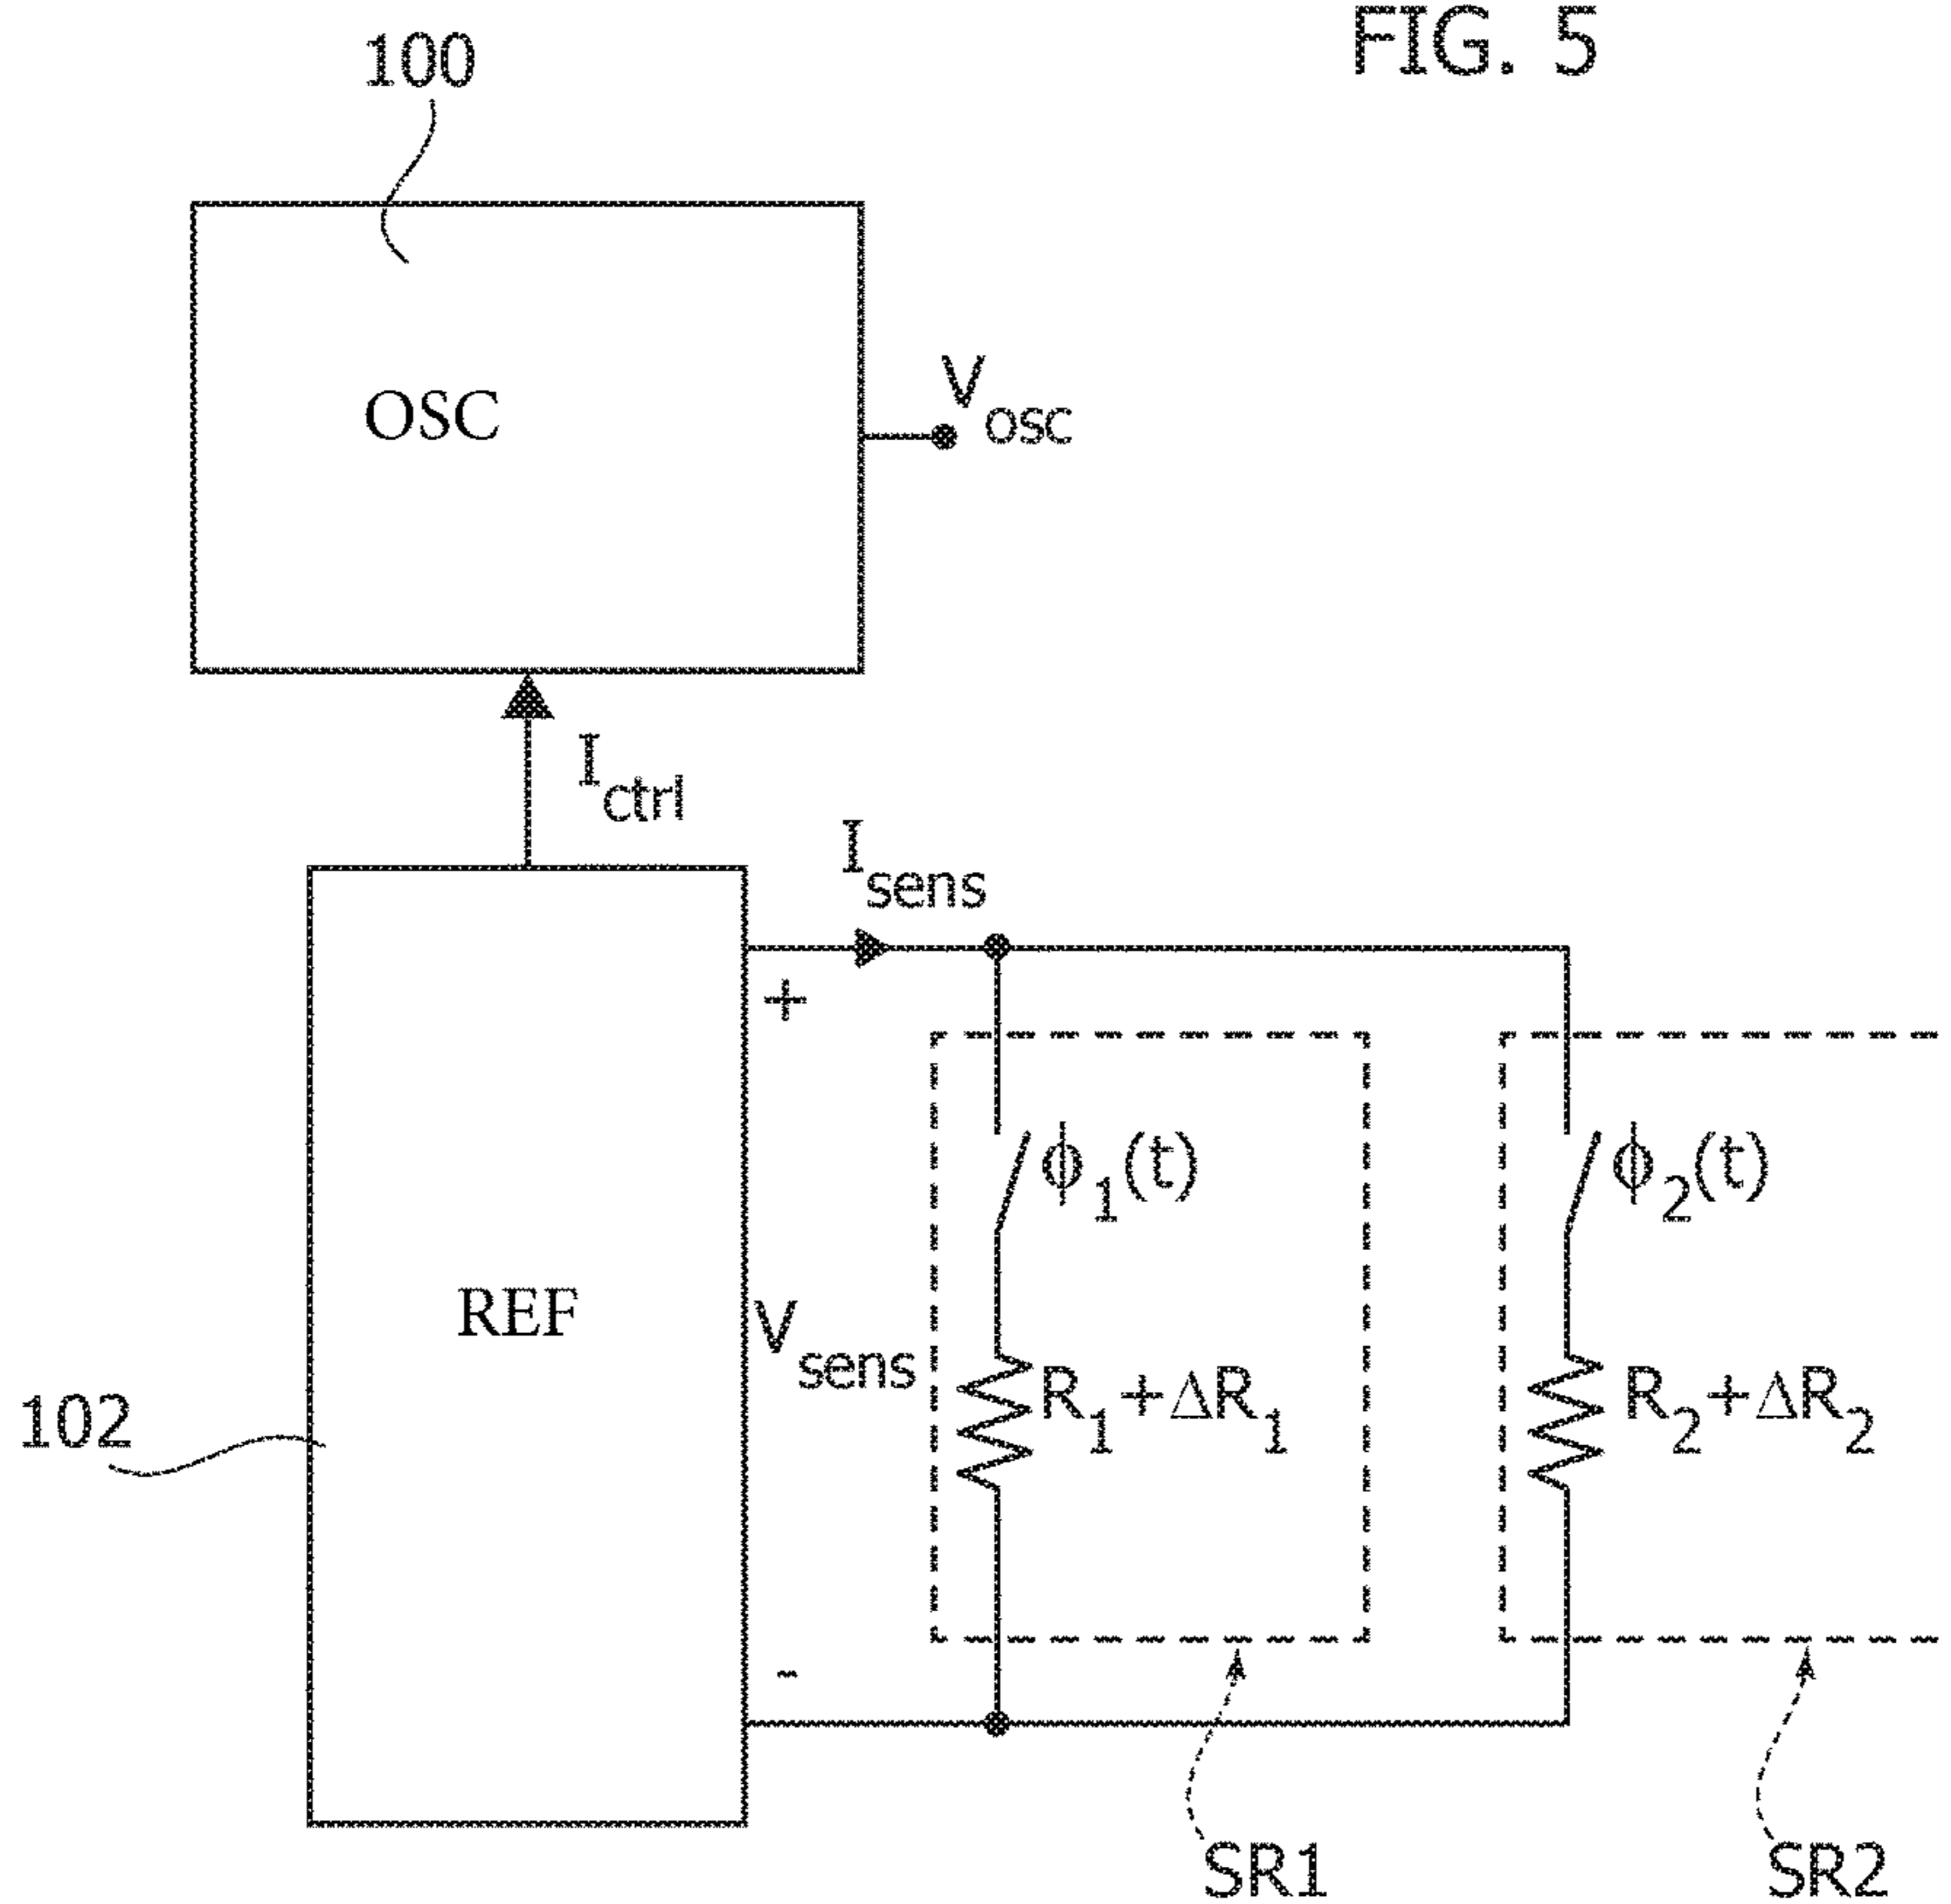 FIG. 5
100
OSC
Vosc
Ictrl
Isens
+
ϕ1(t)
ϕ2(t)
REF
Vsens
R1+ΔR1
R2+ΔR2
102
-
SR1
SR2